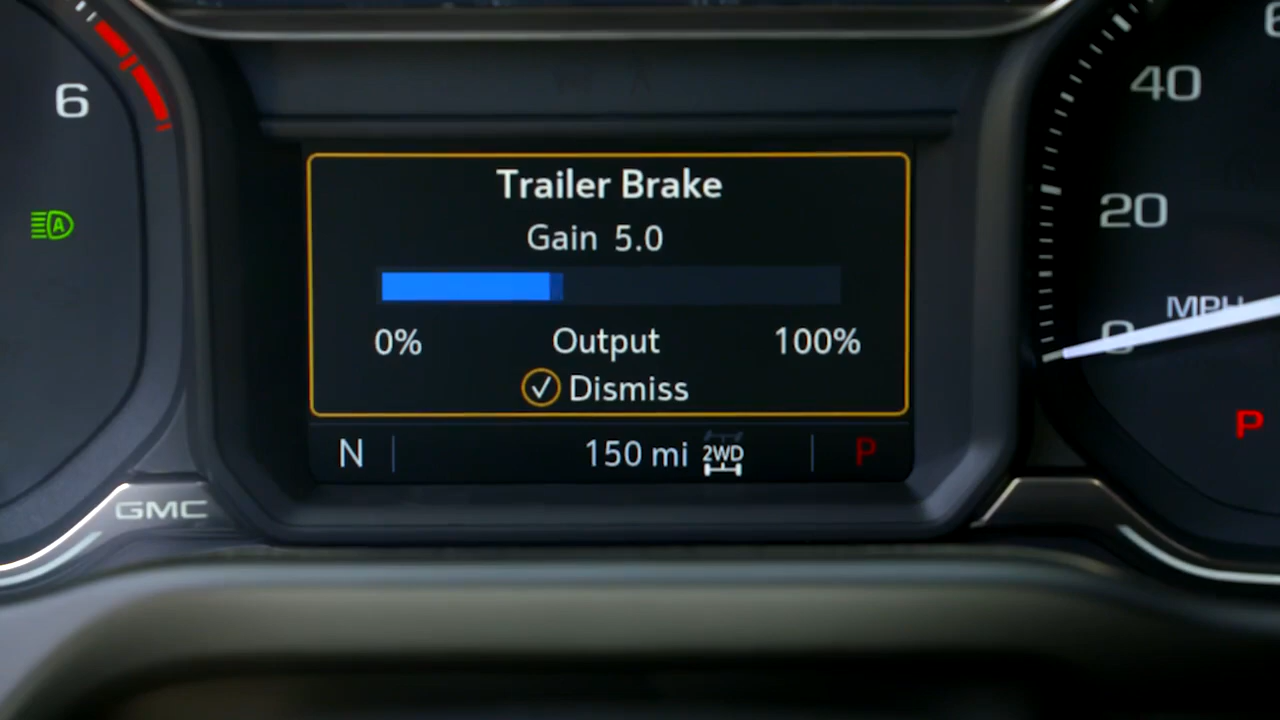 6
A
GMC
Trailer Brake
Gain 5.0
0% Output 100%
Dismiss
N 150 mi 2WD P
40
20
MPH
0
P